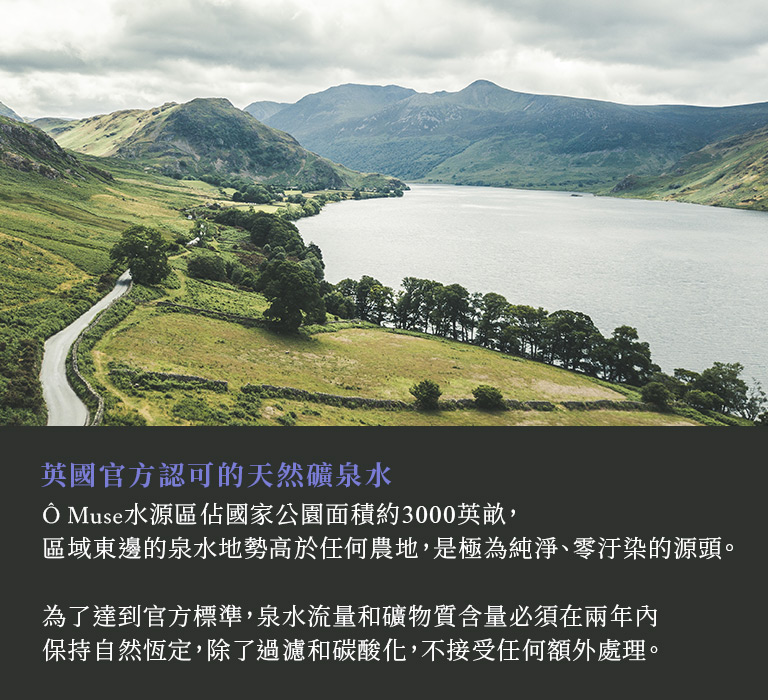 英國官方認可的天然礦泉水
Ô Muse水源區佔國家公園面積約3000英畝，
區域東邊的泉水地勢高於任何農地，是極為純淨、零汙染的源頭。
為了達到官方標準，泉水流量和礦物質含量必須在兩年內
保持自然恆定，除了過濾和碳酸化，不接受任何額外處理。